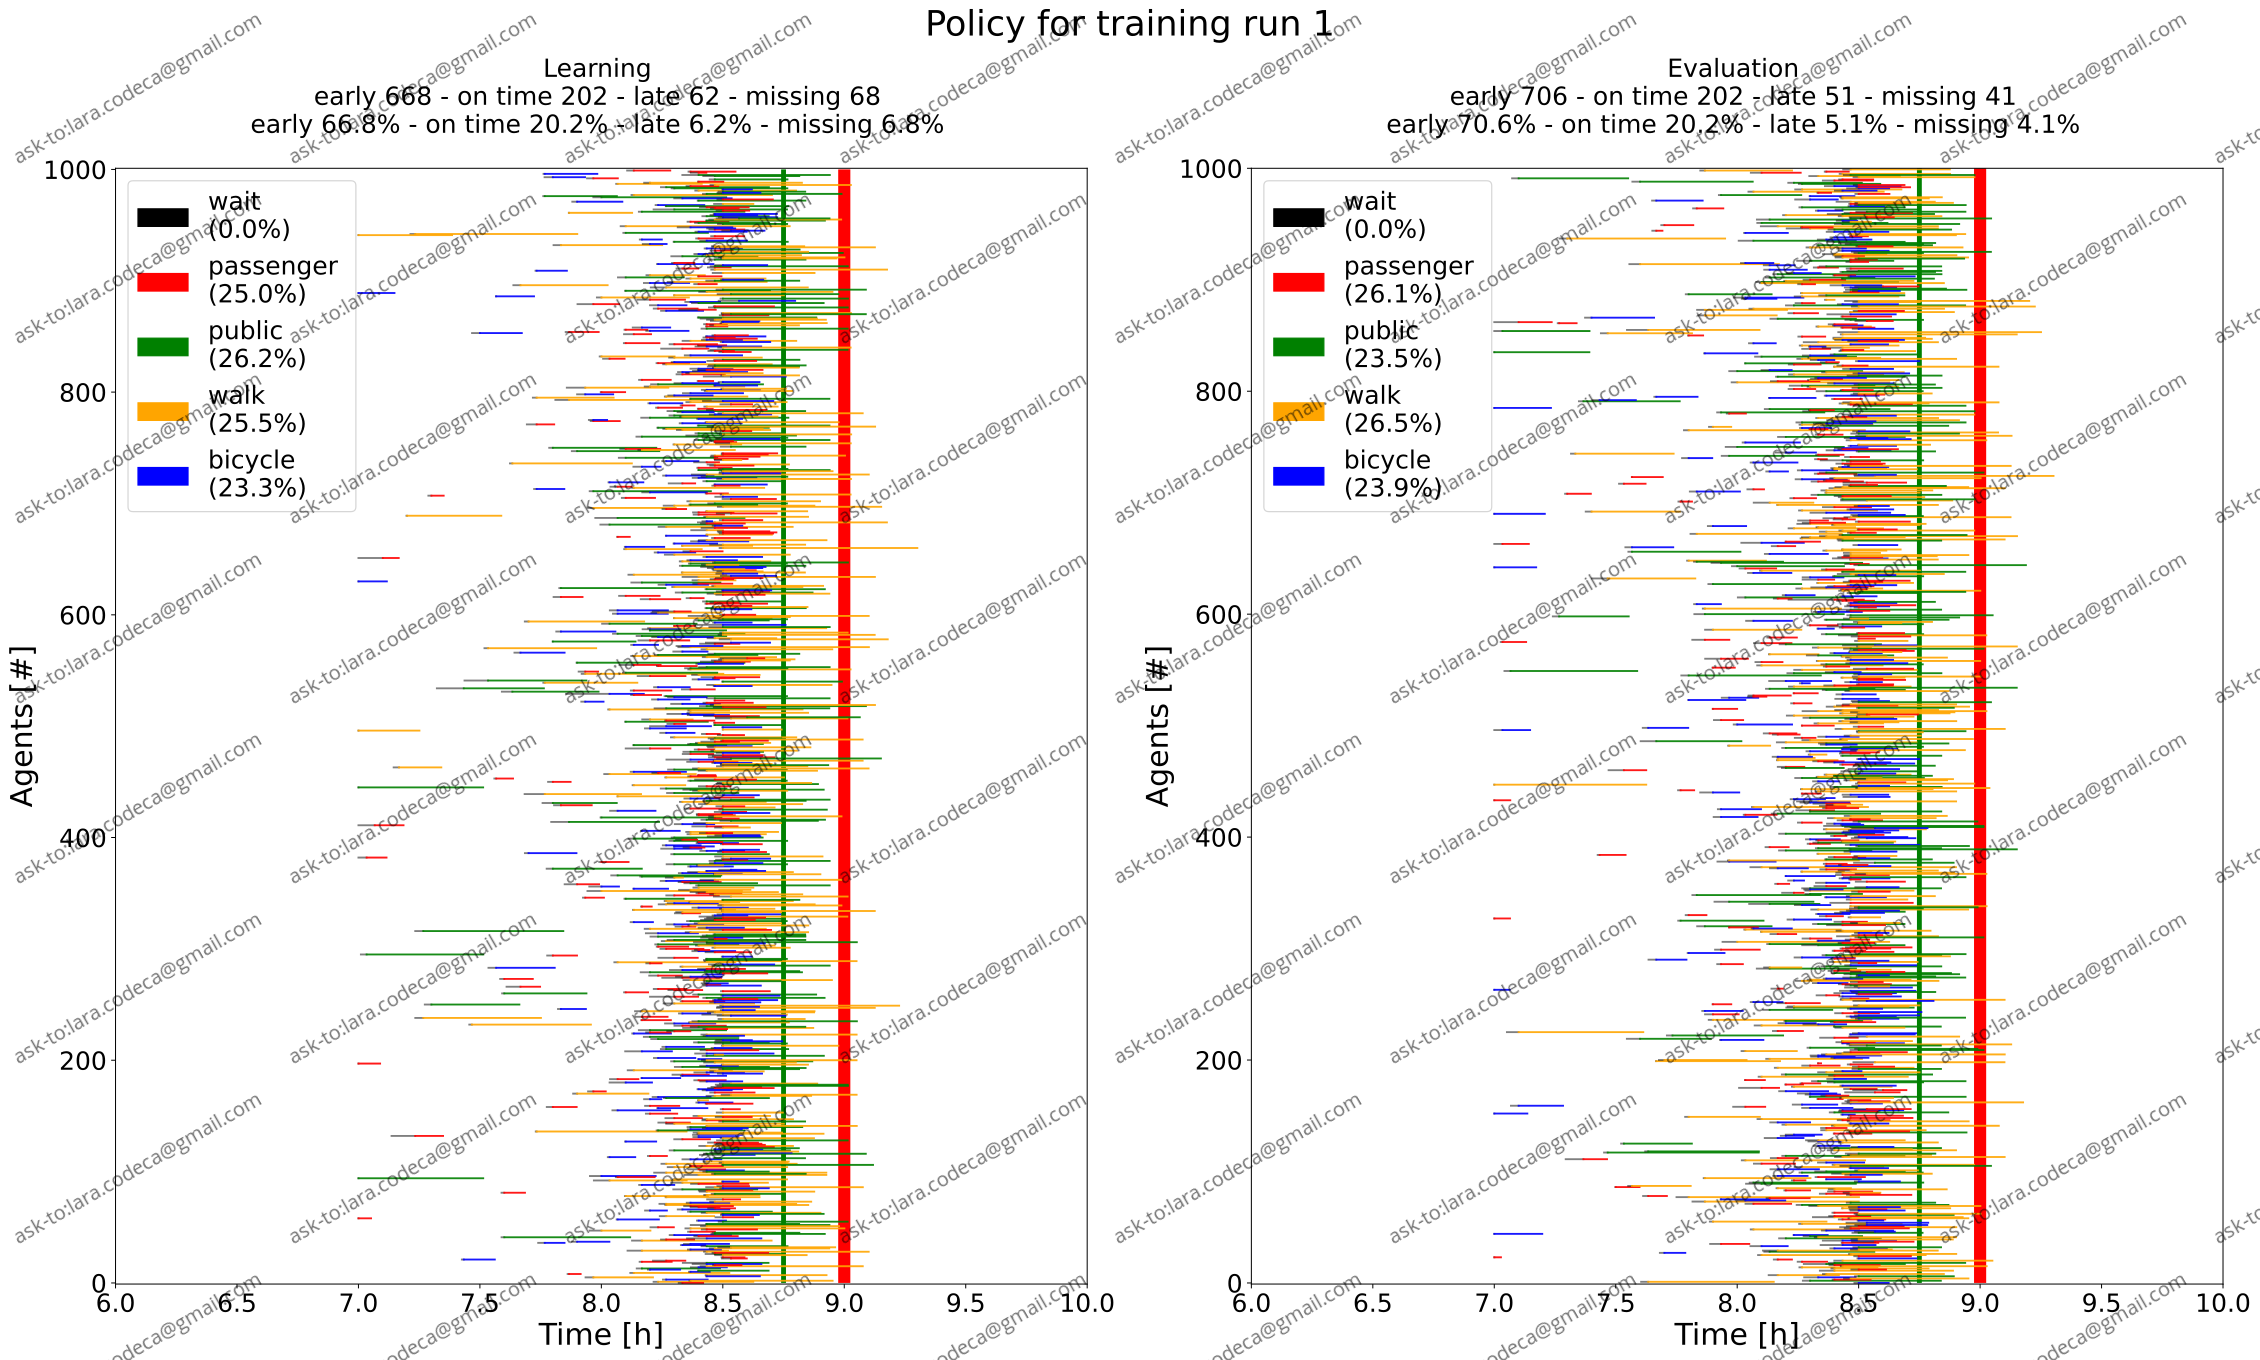 Policy for training run 1
Learning
early 668 - on time 202 - late 62 - missing 68
early 66.8% - on time 20.2% - late 6.2% - missing 6.8%
1000
800
600
400
200
0
Agents [#]
wait
(0.0%)
passenger
(25.0%)
public
(26.2%)
walk
(25.5%)
bicycle
(23.3%)
6.0 6.5 7.0 7.5 8.0 8.5 9.0 9.5 10.0
Time [h]
Evaluation
early 706 - on time 202 - late 51 - missing 41
early 70.6% - on time 20.2% - late 5.1% - missing 4.1%
1000
800
600
400
200
0
Agents [#]
wait
(0.0%)
passenger
(26.1%)
public
(23.5%)
walk
(26.5%)
bicycle
(23.9%)
6.0 6.5 7.0 7.5 8.0 8.5 9.0 9.5 10.0
Time [h]
ask-to:lara.codeca@gmail.com